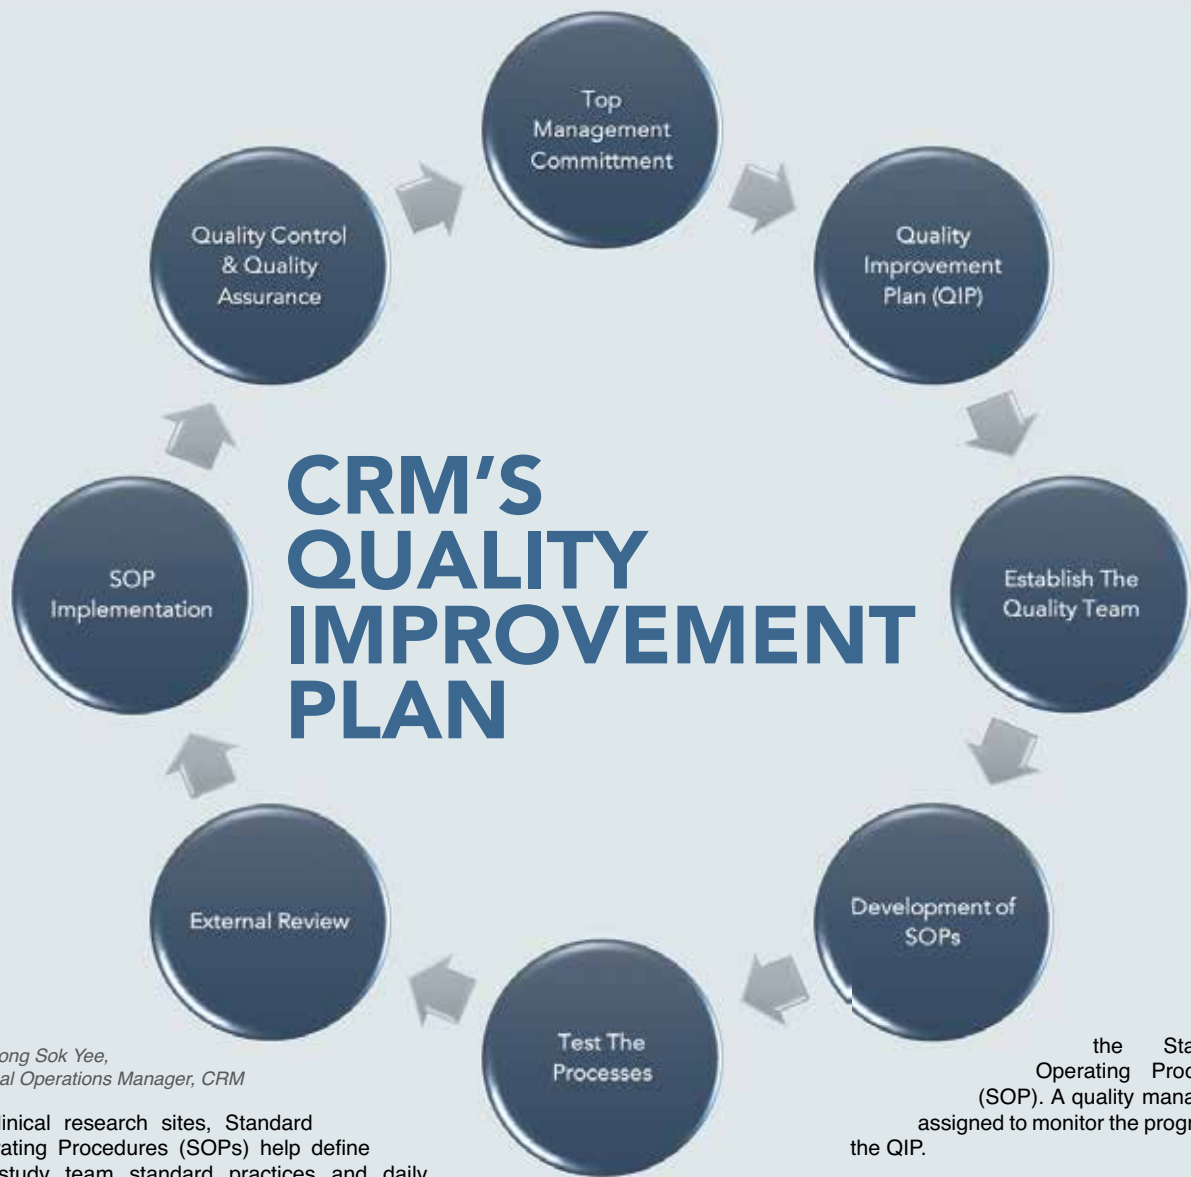 Top
Management
Committment
Quality
Improvement
Plan (QIP)
Establish The
Quality Team
Development of
SOPs
Test The
Processes
External Review
SOP
Implementation
Quality Control
& Quality
Assurance
CRM'S
QUALITY
IMPROVEMENT
PLAN
Sok Yee,
Operations Manager, CRM
research sites, Standard
Procedures (SOPs) help define
study team standard practices and daily
the
Operating
(SOP). A quality
assigned to monitor the
the QIP.